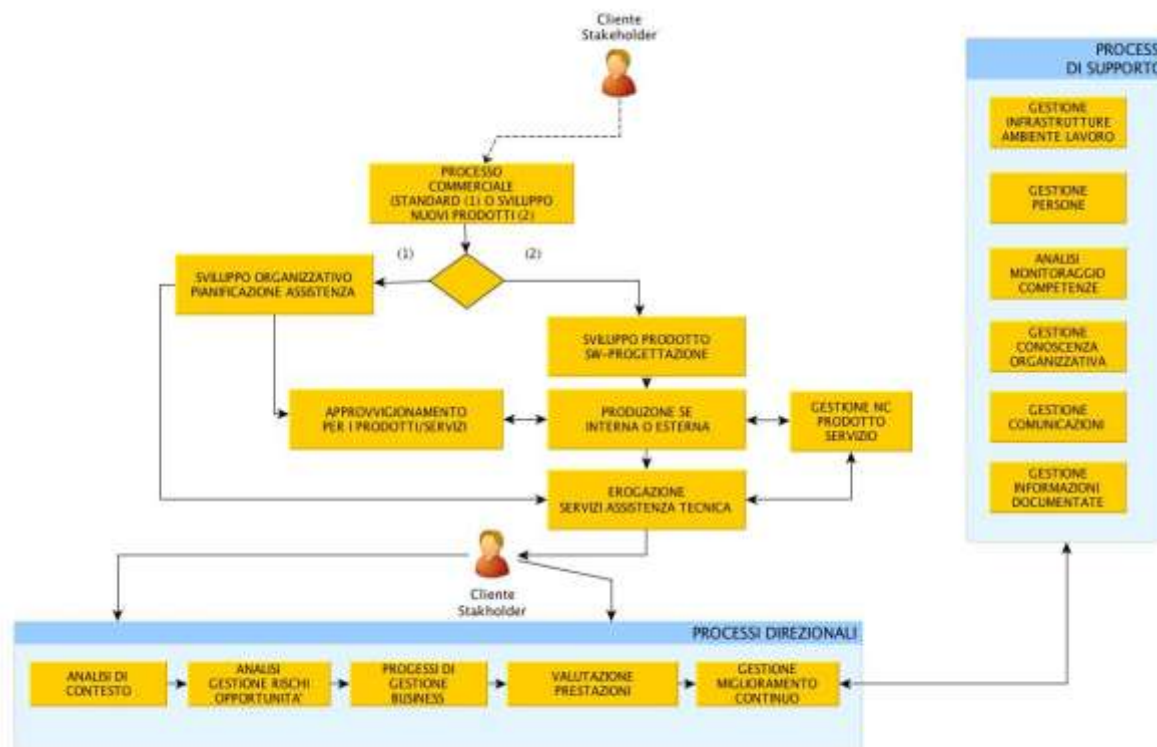 Cliente
Stakeholder
PROCESSO
COMMERCIALE
(STANDARD (1) O SVILUPPO
NUOVI PRODOTTI (2)
(1)
(2)
SVILUPPO ORGANIZZATIVO
PIANIFICAZIONE ASSISTENZA
SVILUPPO PRODOTTO
SW-PROGETTAZIONE
APPROVVIGIONAMENTO
PER I PRODOTTI/SERVIZI
PRODUZONE SE
INTERNA O ESTERNA
GESTIONE NC
PRODOTTO
SERVIZIO
EROGAZIONE
SERVIZI ASSISTENZA TECNICA
Cliente
Stakholder
PROCESSI DIREZIONALI
ANALISI DI
CONTESTO
ANALISI
GESTIONE RISCHI
OPPORTUNITA'
PROGESSI DI
GESTIONE
BUSINESS
VALUTAZIONE
PRESTAZIONI
GESTIONE
MIGLIORAMENTO
CONTINUO
PROCESS
DI SUPPORTO
GESTIONE
INFRASTRUTTURE
AMBIENTE LAVORO
GESTIONE
PERSONE
ANALISI
MONITORAGGIO
COMPETENZE
GESTIONE
CONOSCENZA
ORGANIZZATIVA
GESTIONE
COMUNICAZIONI
GESTIONE
INFORMAZIONI
DOCUMENTATE